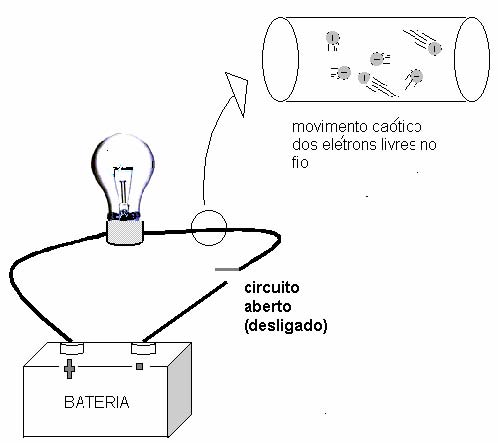 movimento caótico
dos elétrons livres no
fio
circuito
aberto
(desligado)
BATERIA